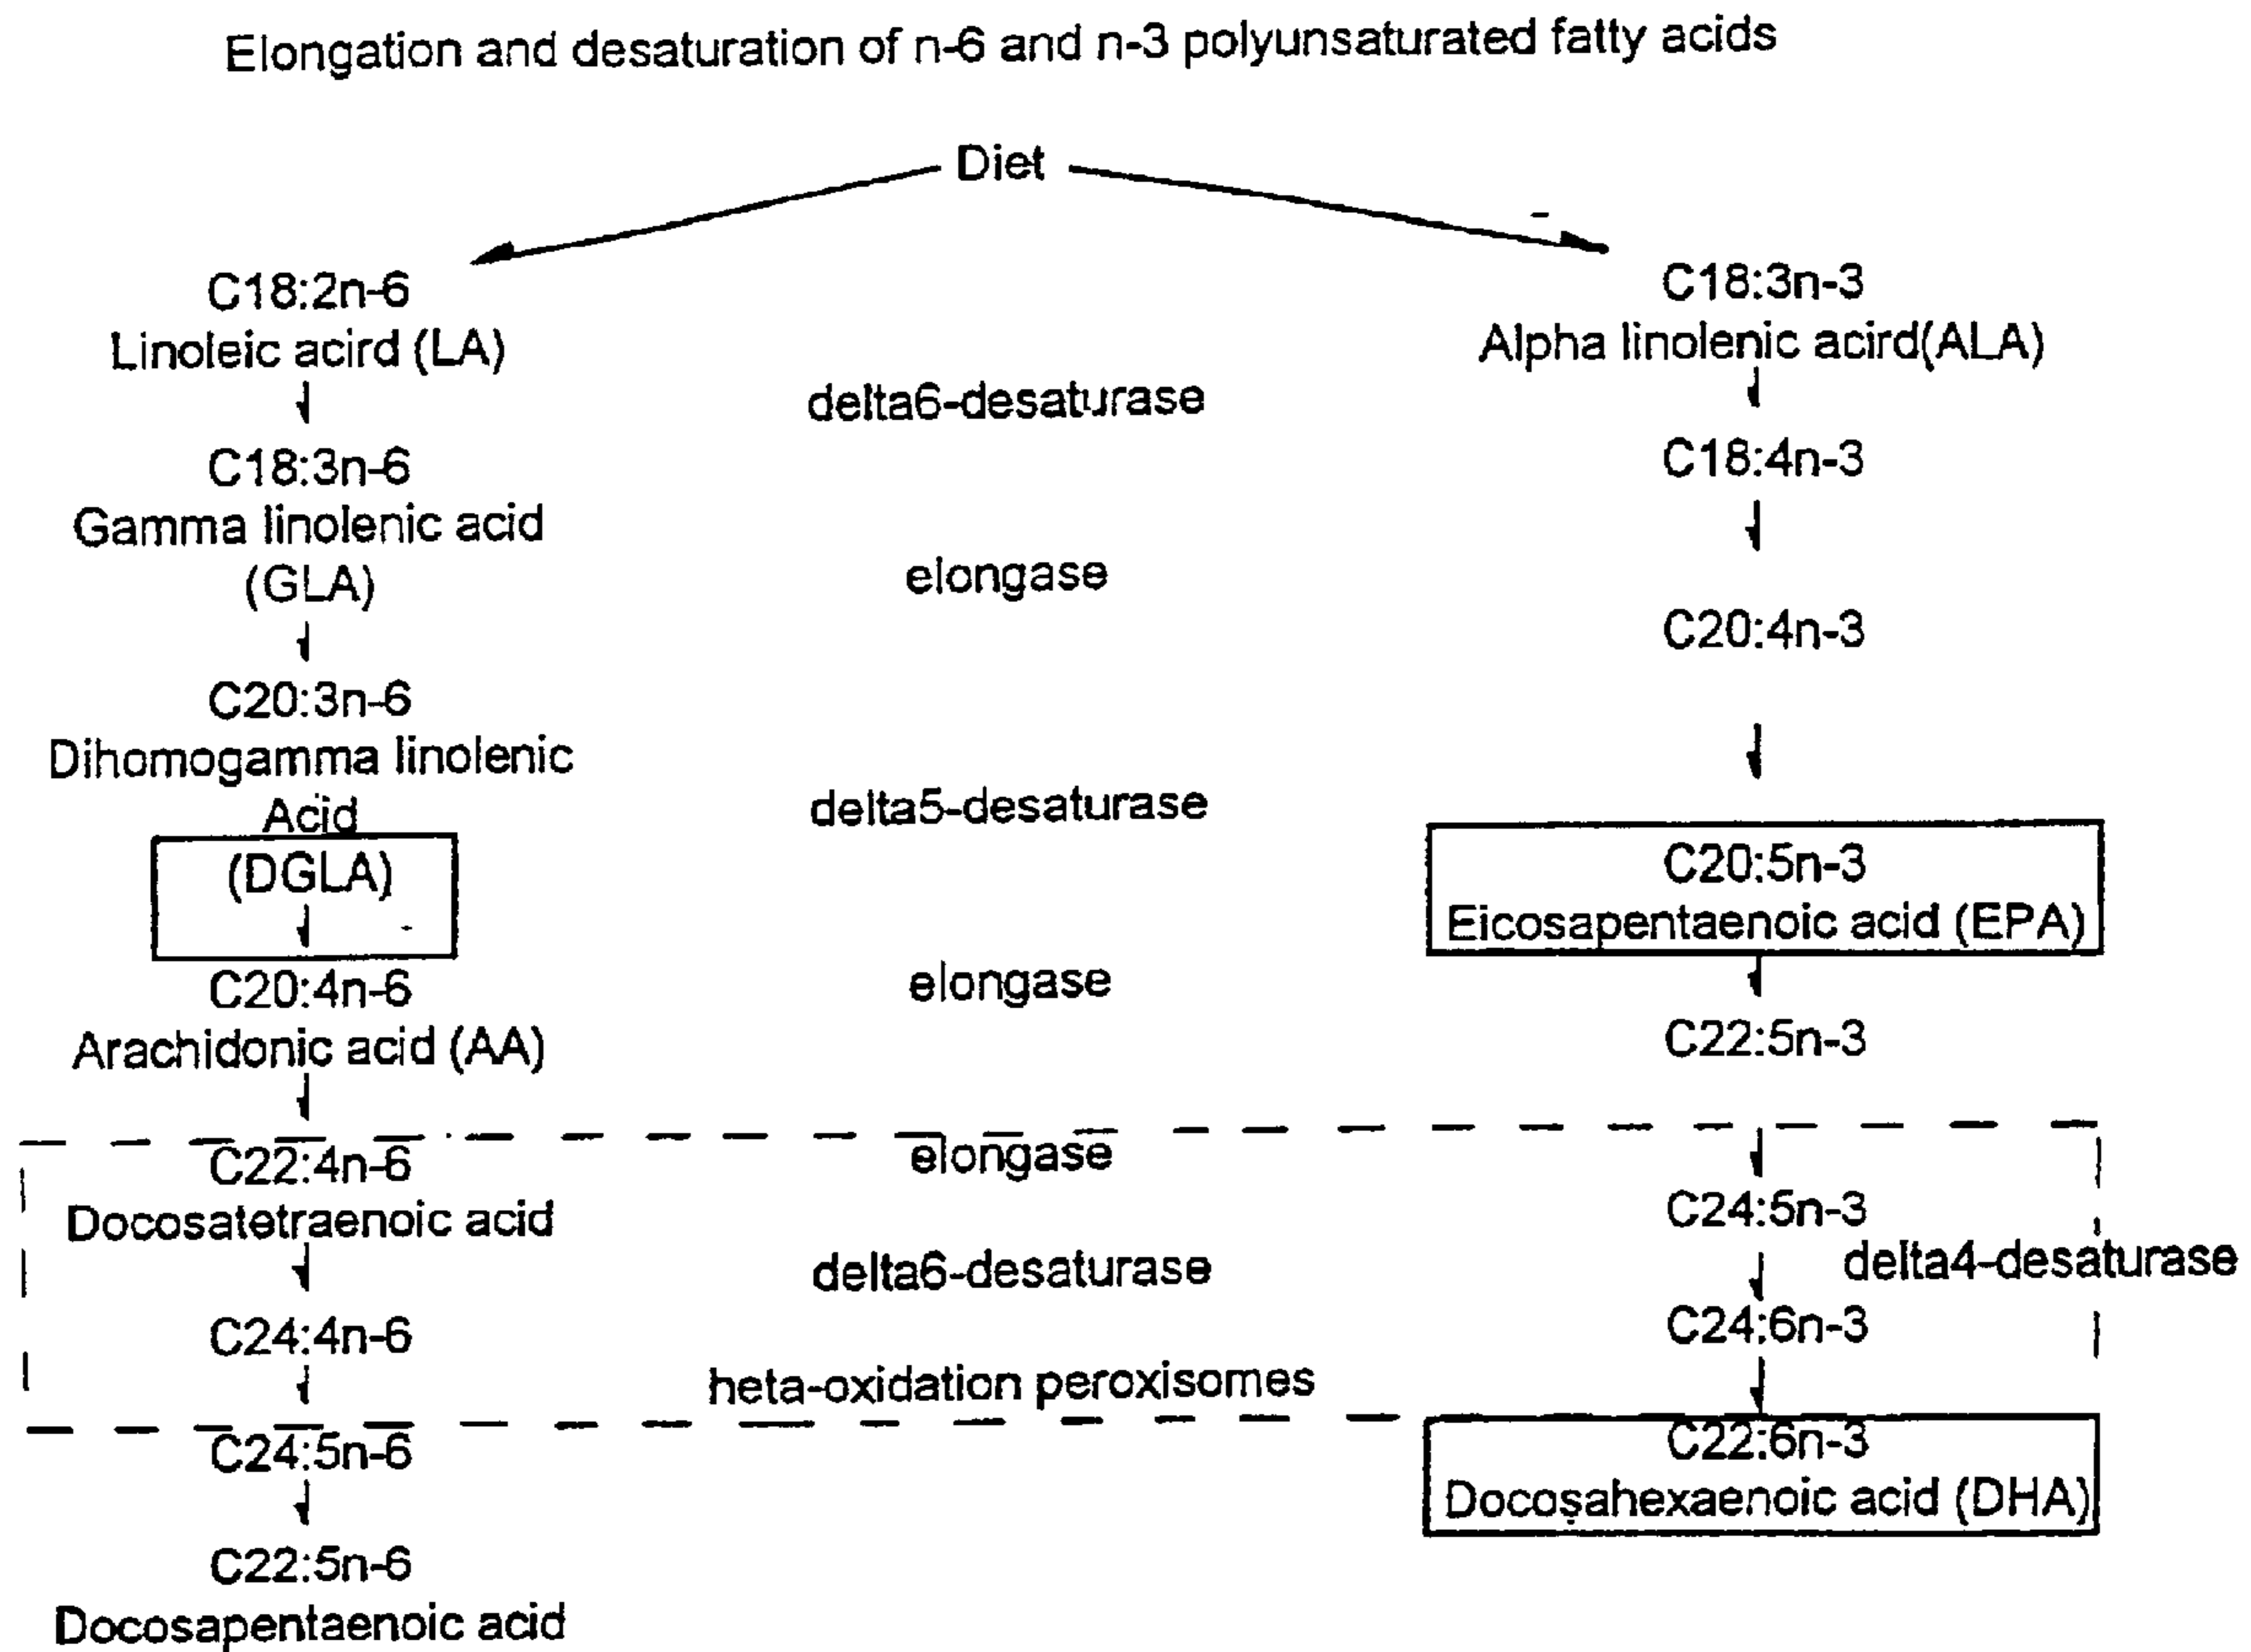 Elongation and desaturation of n-6 and n-3 polyunsaturated fatty acids
Diet
C18:2n-6
Linoleic acird (LA)
C18:3n-6
Gamma linolenic acid
(GLA)
C20:3n-6
Dihomogamma linolenic
Acid
(DGLA)
C20:4n-6
Arachidonic acid (AA)
C22:4n-6
Docosatetraenoic acid
C24:4n-6
C24:5n-6
C22:5n-6
Docosapentaenoic acid
delta6-desaturase
elongase
delta5-desaturase
elongase
elongase
delta6-desaturase
heta-oxidation peroxisomes
C18:3n-3
Alpha linolenic acird(ALA)
C18:4n-3
C20:4n-3
C20:5n-3
Eicosapentaenoic acid (EPA)
C22:5n-3
C24:5n-3
delta4-desaturase
C24:6n-3
C22:6n-3
Docosahexaenoic acid (DHA)